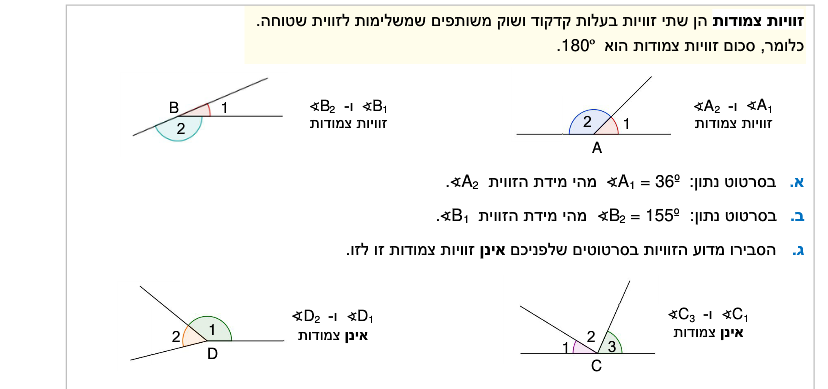 זוויות צמודות הן שתי זוויות בעלות קדקוד ושוק משותפים שמשלימות לזווית שטוחה.
כלומר, סכום זוויות צמודות הוא 180º.
∢A1 ו- ∢A2
זוויות צמודות
2
1
A
∢B1 ו- ∢B2
זוויות צמודות
B
1
2
א. בסרטוט נתון: ∢A1 = 36º מהי מידת הזווית ∢A2.
ב. בסרטוט נתון: ∢B2 = 155º מהי מידת הזווית ∢B1.
ג. הסבירו מדוע הזוויות בסרטוטים שלפניכם אינן זוויות צמודות זו לזו.
∢C1 ו- ∢C3
אינן צמודות
1
2
3
C
∢D1 ו- ∢D2
אינן צמודות
2
1
D